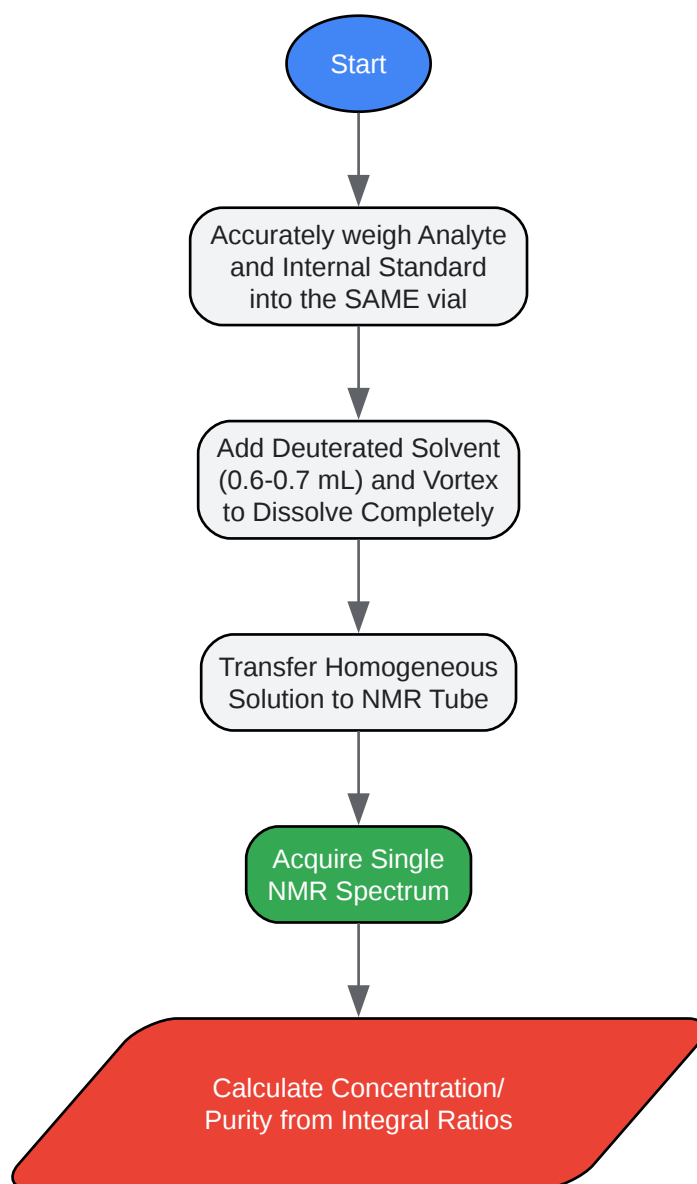 Start
Accurately weigh Analyte
and Internal Standard
into the SAME vial
Add Deuterated Solvent
(0.6-0.7 mL) and Vortex
to Dissolve Completely
Transfer Homogeneous
Solution to NMR Tube
Acquire Single
NMR Spectrum
Calculate Concentration/
Purity from Integral Ratios